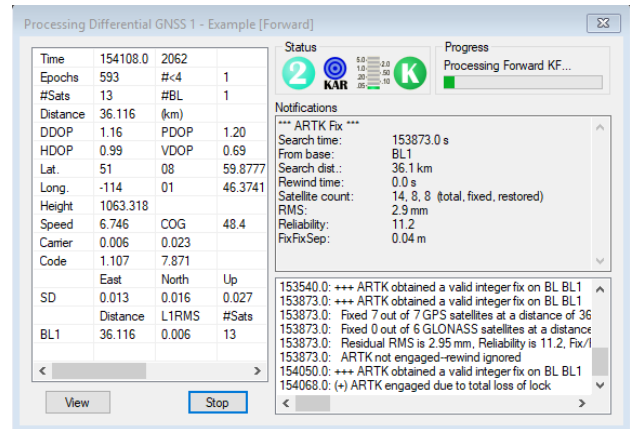 Processing Differential GNSS 1 - Example [Forward]
Time 154108.0 2062
Epochs 593 #<4 1
#Sats 13 #BL 1
Distance 36.116 (km)
DDOP 1.16 PDOP 1.20
HDOP 0.99 VDOP 0.69
Lat. 51 08 59.8777
Long. -114 01 46.3741
Height 1063.318
Speed 6.746 COG 48.4
Carrier 0.006 0.023
Code 1.107 7.871
East North Up
SD 0.013 0.016 0.027
Distance L1RMS #Sats
BL1 36.116 0.006 13
View
Stop
Status
2
KAR
5.0
1.0
.20
.05
2.0
.50
.10
K
Progress
Processing Forward KF...
Notifications
*** ARTK Fix ***
Search time: 153873.0 s
From base: BL1
Search dist.: 36.1 km
Rewind time: 0.0 s
Satellite count: 14, 8, 8 (total, fixed, restored)
RMS: 2.9 mm
Reliability: 11.2
FixFixSep: 0.04 m
153540.0: +++ ARTK obtained a valid integer fix on BL BL1
153873.0: +++ ARTK obtained a valid integer fix on BL BL1
153873.0: Fixed 7 out of 7 GPS satellites at a distance of 36
153873.0: Fixed 0 out of 6 GLONASS satellites at a distance
153873.0: Residual RMS is 2.95 mm, Reliability is 11.2, Fix/
153873.0: ARTK not engaged--rewind ignored
154050.0: +++ ARTK obtained a valid integer fix on BL BL1
154068.0: (+) ARTK engaged due to total loss of lock